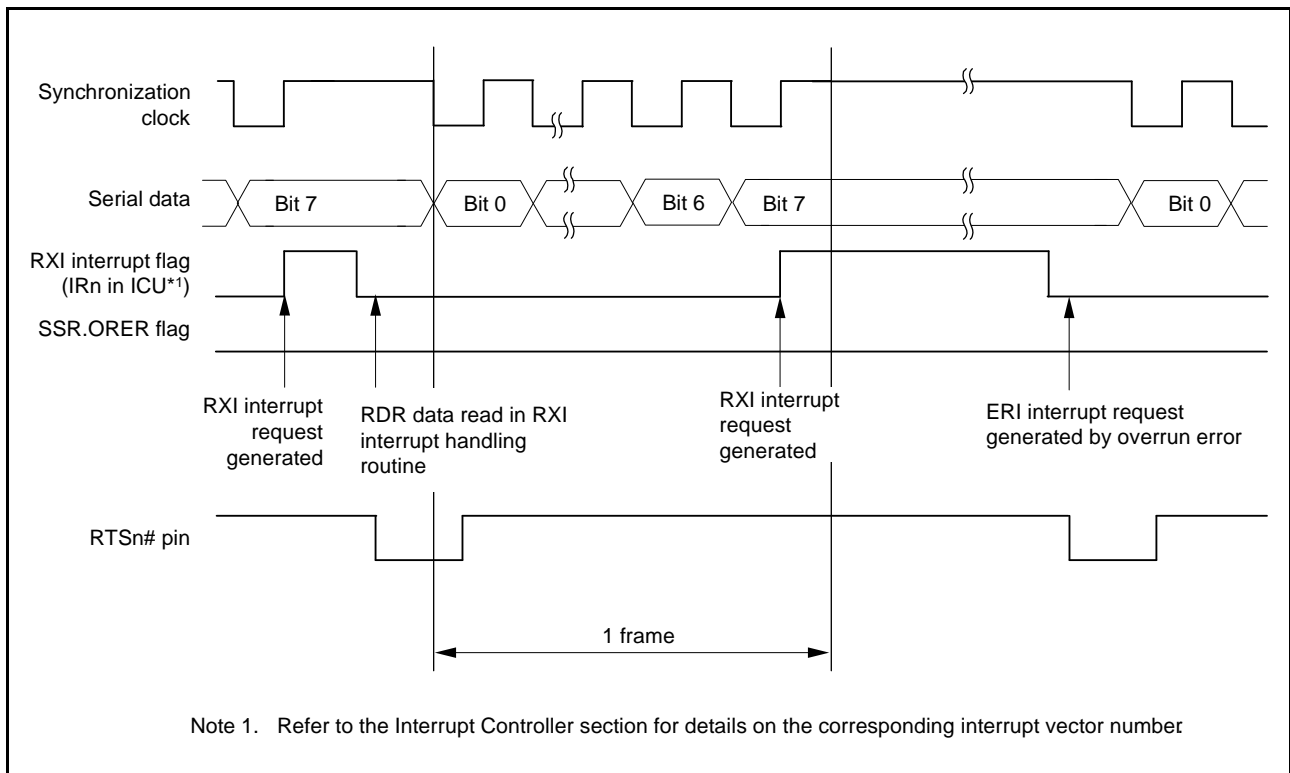 Synchronization
clock
Serial data
Bit 7
Bit 0
Bit 6
Bit 7
Bit 0
RXI interrupt flag
(IRn in ICU*1)
SSR.ORER flag
RXI interrupt
request
generated
RDR data read in RXI
interrupt handling
routine
RXI interrupt
request
generated
ERI interrupt request
generated by overrun error
RTSn# pin
1 frame
Note 1. Refer to the Interrupt Controller section for details on the corresponding interrupt vector number.